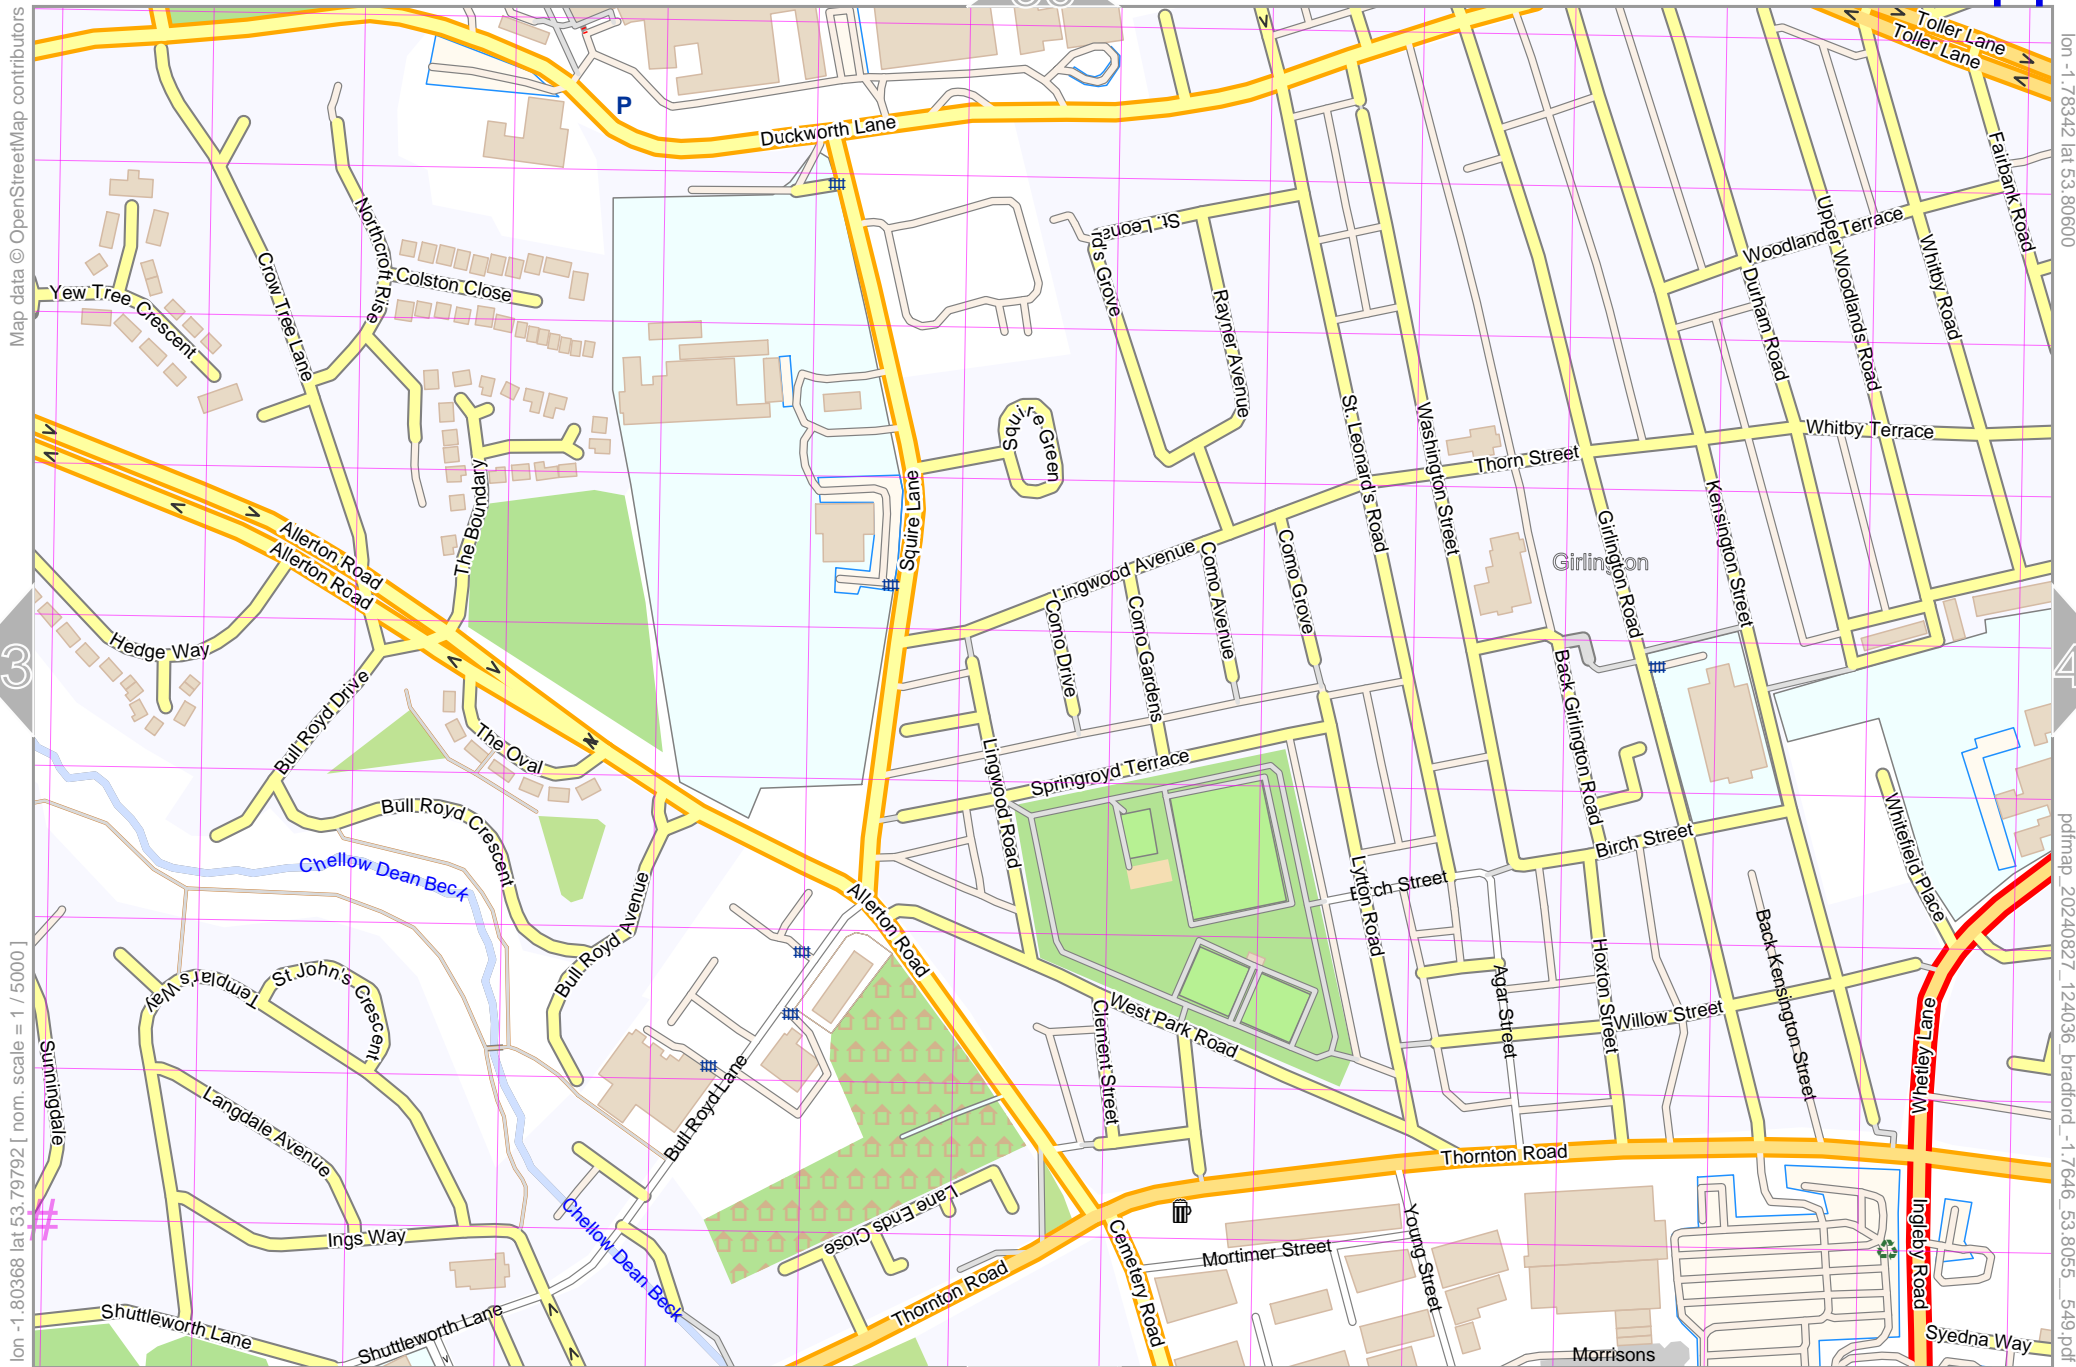 Toller Lane
Toller Lane
P
Duckworth Lane
Fairbank Road
Northcroft Rise
Upper Woodlands Road
Woodlands Terrace
St. Leonard's Grove
Whitby Road
Crow Tree Lane
Colston Close
Durham Road
Yew Tree Crescent
Rayner Avenue
Squire Green
St. Leonard's Road
Washington Street
Whitby Terrace
Thorn Street
Kensington Street
The Boundary
Squire Lane
Girlington Road
Girlington
Allerton Road
Allerton Road
Lingwood Avenue
Como Avenue
Como Grove
Como Drive
Como Gardens
Hedge Way
Back Girlington Road
3
4
Bull Royd Drive
The Oval
Lingwood Road
Springroyd Terrace
Bull Royd Crescent
Whitefield Place
Birch Street
Chellow Dean Beck
Birch Street
Lytton Road
Allerton Road
Bull Royd Avenue
Back Kensington Street
Hoxton Street
Agar Street
St John's Crescent
Templar's Way
West Park Road
Clement Street
Willow Street
Whetley Lane
Sunningdale
Langdale Avenue
Bull Royd Lane
Thornton Road
Lane Ends Close
Chellow Dean Beck
#
Ings Way
Young Street
Ingleby Road
Mortimer Street
Cemetery Road
Thornton Road
Shuttleworth Lane
Shuttleworth Lane
Syedna Way
Morrisons
Map data © OpenStreetMap contributors
lon -1.80368 lat 53.79792 [ nom. scale = 1 / 5000 ]
lon -1.78342 lat 53.80600
pdfmap_20240827_124036_bradford_-1.7646_53.8055__549.pdf